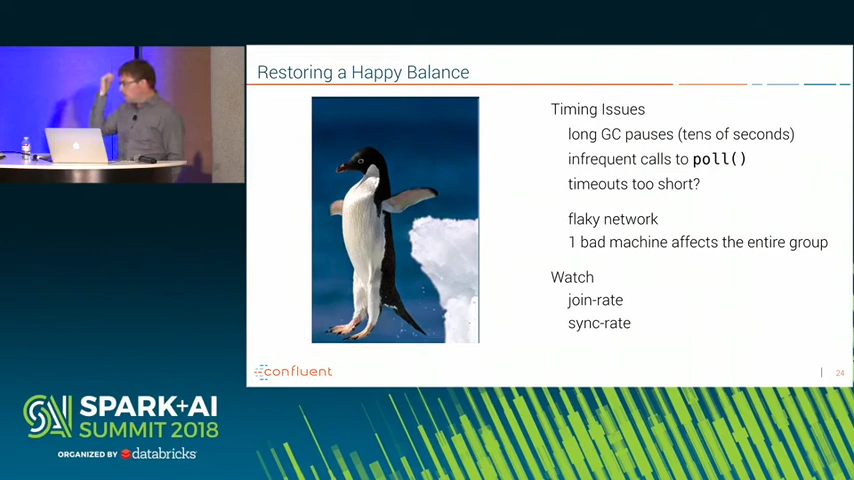 Restoring a Happy Balance
Timing Issues
long GC pauses (tens of seconds)
infrequent calls to poll()
timeouts too short?
flaky network
1 bad machine affects the entire group
Watch
join-rate
sync-rate
confluent
24
SPARK+AI
SUMMIT 2018
ORGANIZED BY databricks